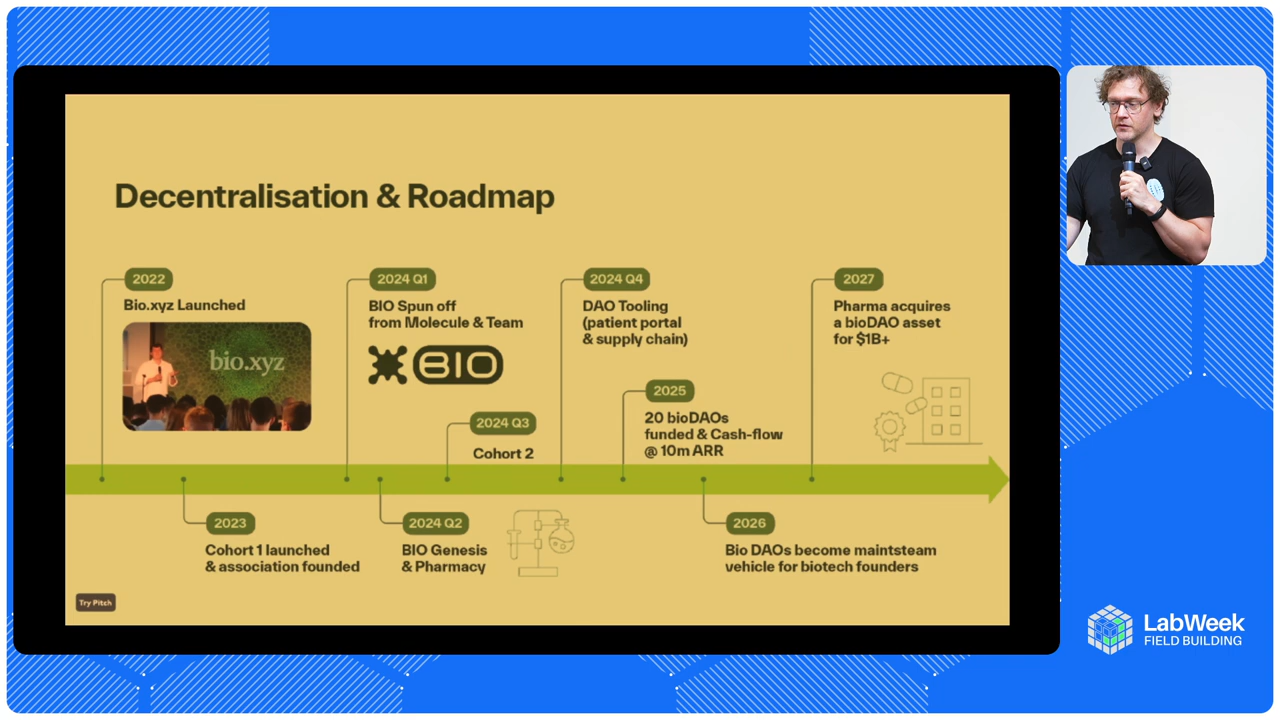 Decentralisation & Roadmap
2022
Bio.xyz Launched
bio.xyz
2024 Q1
BIO Spun off
from Molecule & Team
BIO
2024 Q3
Cohort 2
2024 Q4
DAO Tooling
(patient portal
& supply chain)
2025
20 bioDAOs
funded & Cash-flow
@ 10m ARR
2027
Pharma acquires
a bioDAO asset
for $1B+
2023
Cohort 1 launched
& association founded
2024 Q2
BIO Genesis
& Pharmacy
2026
Bio DAOs become maintsteam
vehicle for biotech founders
Try Pitch
LabWeek
FIELD BUILDING